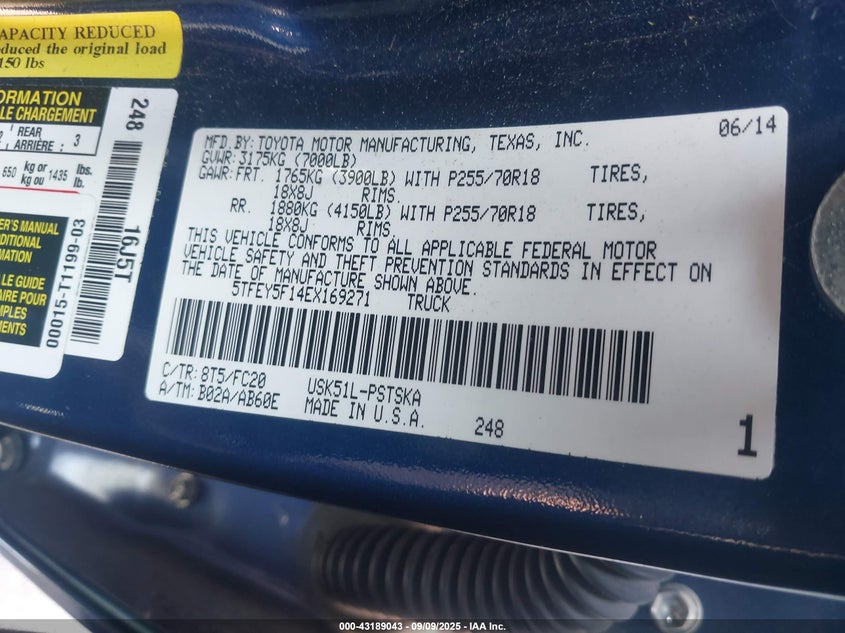 CAPACITY REDUCED
duced the original load
150 lbs
ORMATION
LE CHARGEMENT
REAR
ARRIÈRE : 3
650 kg or 1435 lbs.
kg ou lb.
248
16J5T
ER'S MANUAL
DITIONAL
RMATION
LE GUIDE
AIRE POUR
MPLES
EMENTS
00015-T1199-03
MFD.BY:TOYOTA MOTOR MANUFACTURING, TEXAS, INC. 06/14
GVWR:3175KG (7000LB)
GAWR:FRT. 1765KG (3900LB) WITH P255/70R18 TIRES,
18X8J RIMS.
RR. 1880KG (4150LB) WITH P255/70R18 TIRES,
18X8J RIMS.
THIS VEHICLE CONFORMS TO ALL APPLICABLE FEDERAL MOTOR
VEHICLE SAFETY AND THEFT PREVENTION STANDARDS IN EFFECT ON
THE DATE OF MANUFACTURE SHOWN ABOVE.
5TFEY5F14EX169271 TRUCK
C/TR:8T5/FC20 USK51L-PSTSKA
A/TM:B02A/AB60E MADE IN U.S.A. 248 1
000-43189043 - 09/09/2025 - IAA Inc.